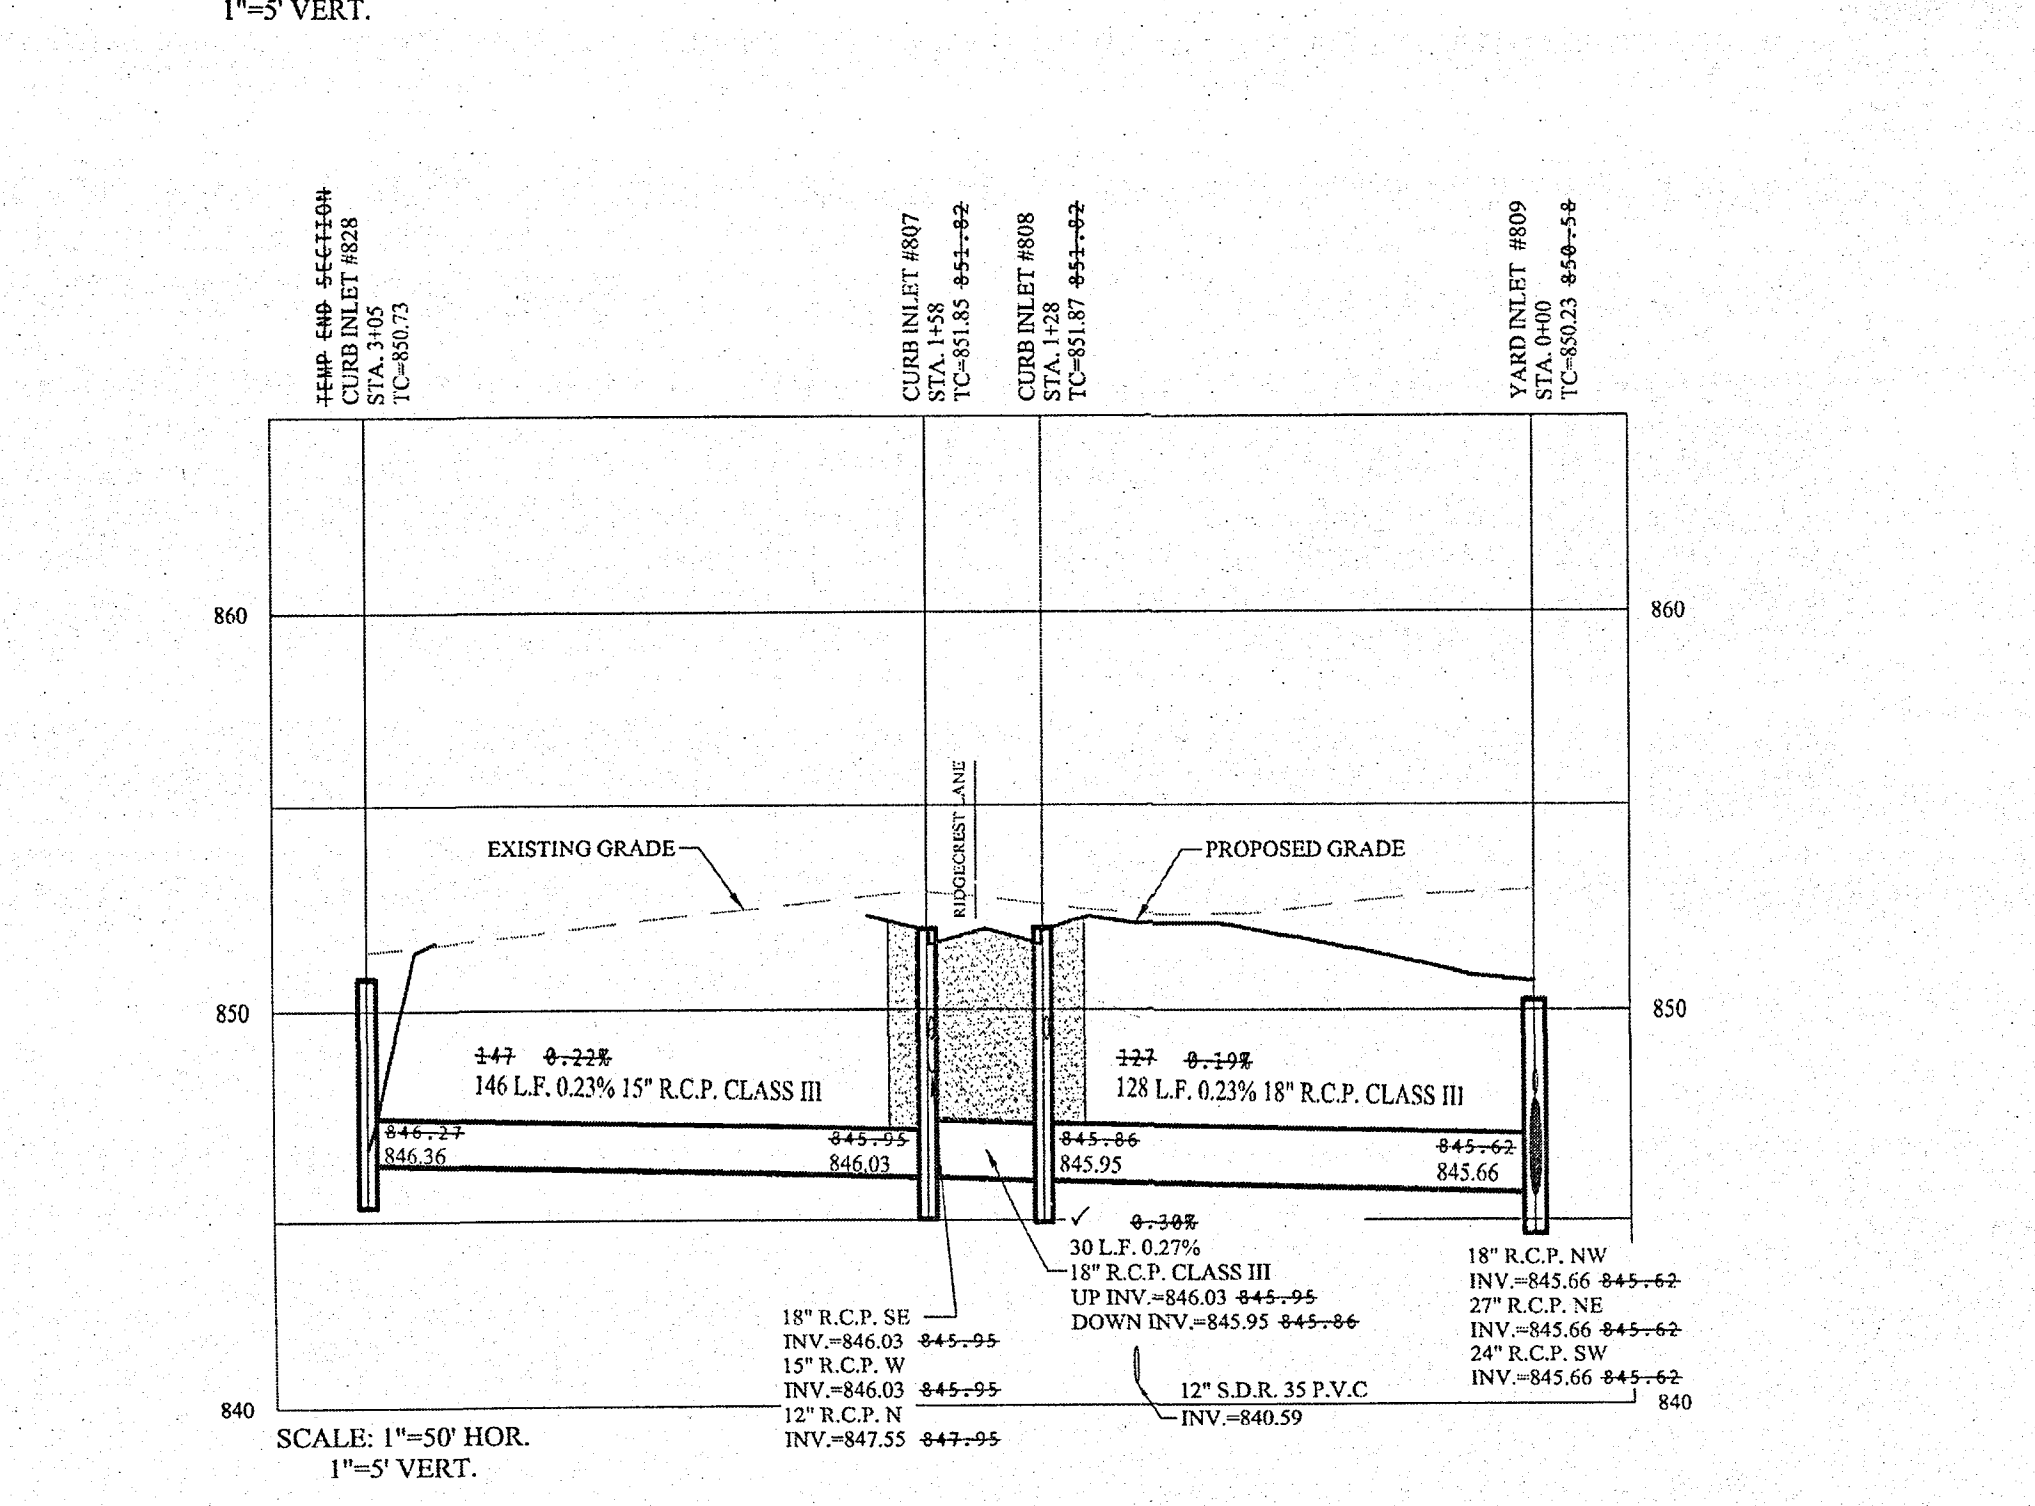 1"=5' VERT.
TEMP END SECTION
CURB INLET #828
STA. 3+05
TC=850.73
CURB INLET #807
STA. 1+58
TC=851.85 851.82
CURB INLET #808
STA. 1+28
TC=851.87 851.82
YARD INLET #809
STA. 0+00
TC=850.23 850.58
860
860
RIDGECREST LANE
EXISTING GRADE
PROPOSED GRADE
850
850
147 0.22%
146 L.F. 0.23% 15" R.C.P. CLASS III
127 0.19%
128 L.F. 0.23% 18" R.C.P. CLASS III
846.27
846.36
845.95
846.03
845.86
845.95
845.62
845.66
✓ 0.30%
30 L.F. 0.27%
18" R.C.P. CLASS III
UP INV.=846.03 845.95
DOWN INV.=845.95 845.86
18" R.C.P. SE
INV.=846.03 845.95
15" R.C.P. W
INV.=846.03 845.95
12" R.C.P. N
INV.=847.55 847.95
12" S.D.R. 35 P.V.C
INV.=840.59
18" R.C.P. NW
INV.=845.66 845.62
27" R.C.P. NE
INV.=845.66 845.62
24" R.C.P. SW
INV.=845.66 845.62
840
840
SCALE: 1"=50' HOR.
1"=5' VERT.